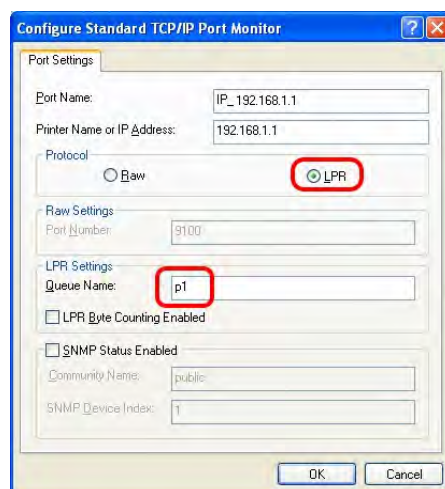 Configure Standard TCP/IP Port Monitor
Port Settings
Port Name: IP_ 192.168.1.1
Printer Name or IP Address: 192.168.1.1
Protocol
Raw LPR
Raw Settings
Port Number: 9100
LPR Settings
Queue Name: p1
LPR Byte Counting Enabled
SNMP Status Enabled
Community Name: public
SNMP Device Index: 1
OK Cancel